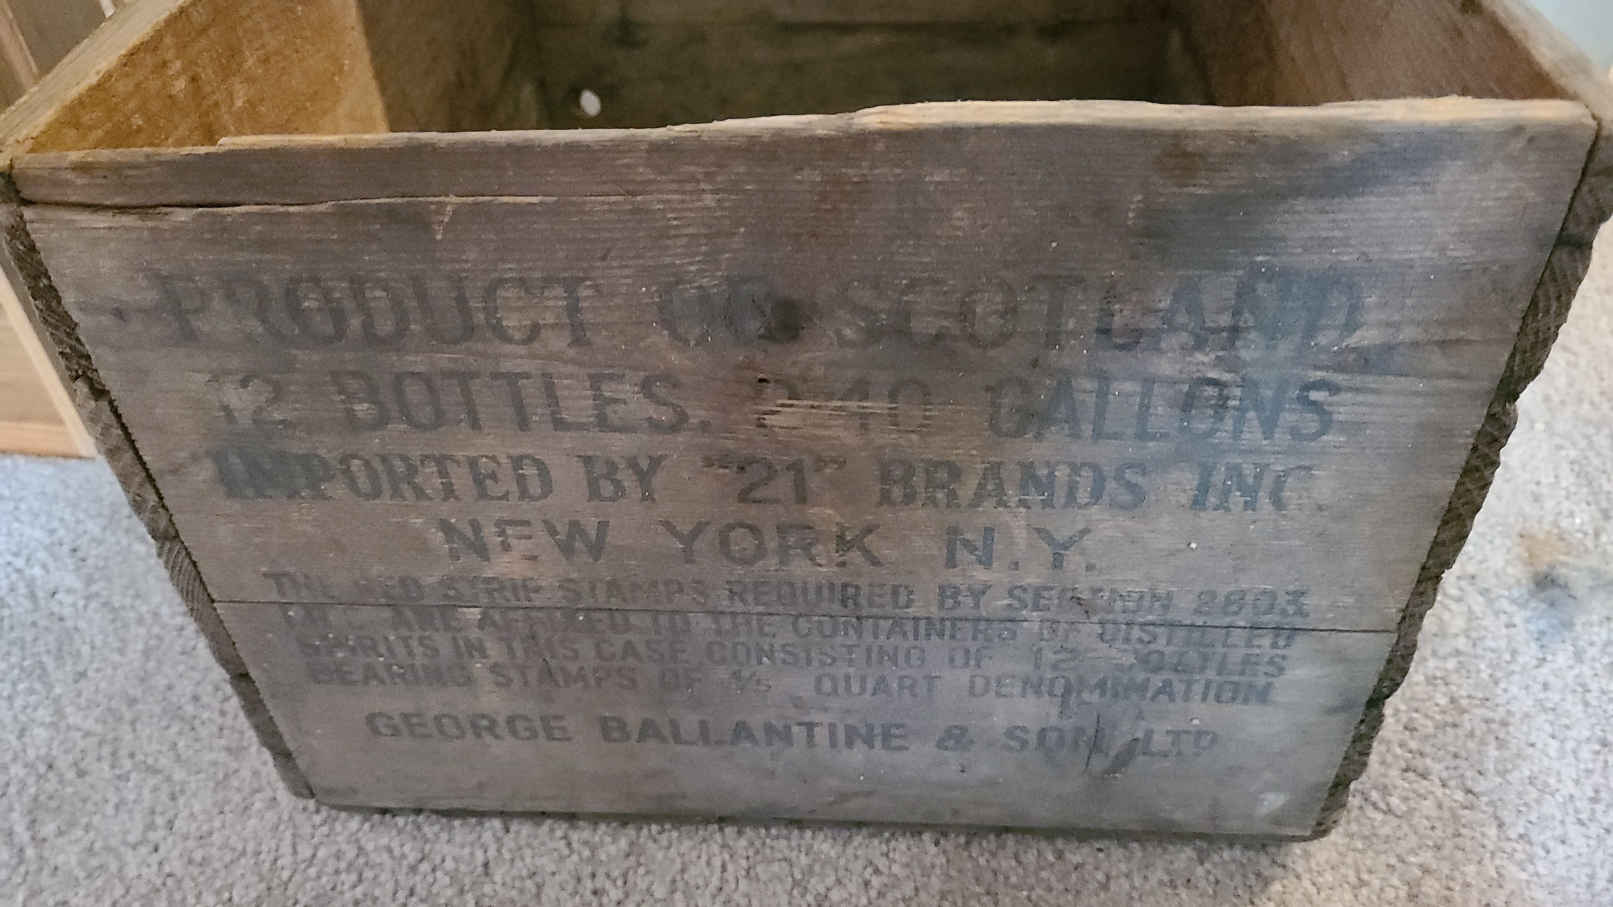 PRODUCT OF SCOTLAND
12 BOTTLES. 2.40 GALLONS
IMPORTED BY "21" BRANDS INC.
NEW YORK N.Y.
THE RED STRIP STAMPS REQUIRED BY SECTION 2803
ARE AFFIXED TO THE CONTAINERS OF DISTILLED
SPIRITS IN THIS CASE CONSISTING OF 12 BOTTLES
BEARING STAMPS OF 4/5 QUART DENOMINATION
GEORGE BALLANTINE & SON LTD